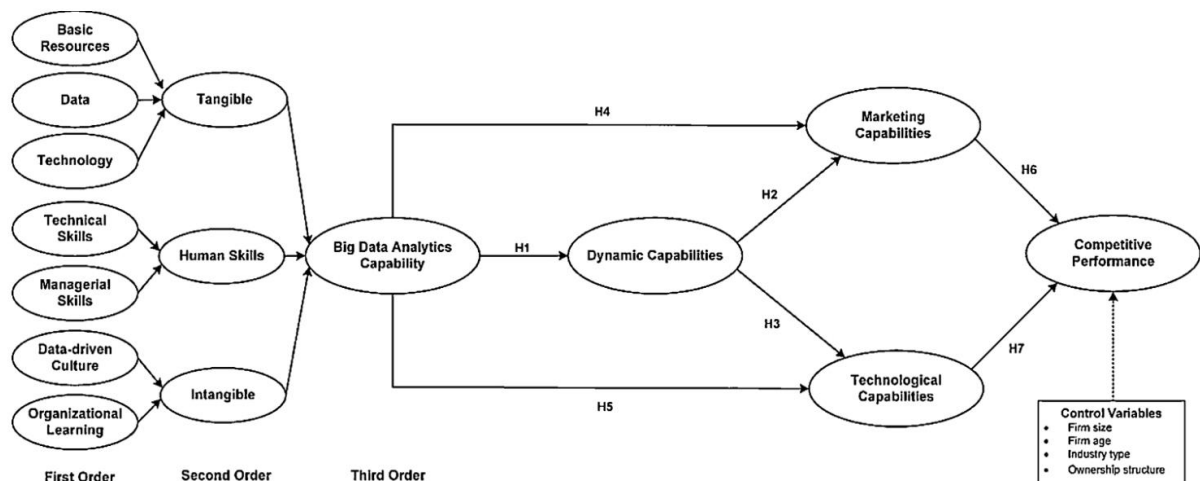 Basic
Resources
Data
Technology
Technical
Skills
Managerial
Skills
Data-driven
Culture
Organizational
Learning
First Order
Tangible
Human Skills
Intangible
Second Order
Big Data Analytics
Capability
Third Order
H4
H1
H5
Dynamic Capabilities
H2
H3
Marketing
Capabilities
Technological
Capabilities
H6
H7
Competitive
Performance
Control Variables
• Firm size
• Firm age
• Industry type
• Ownership structure